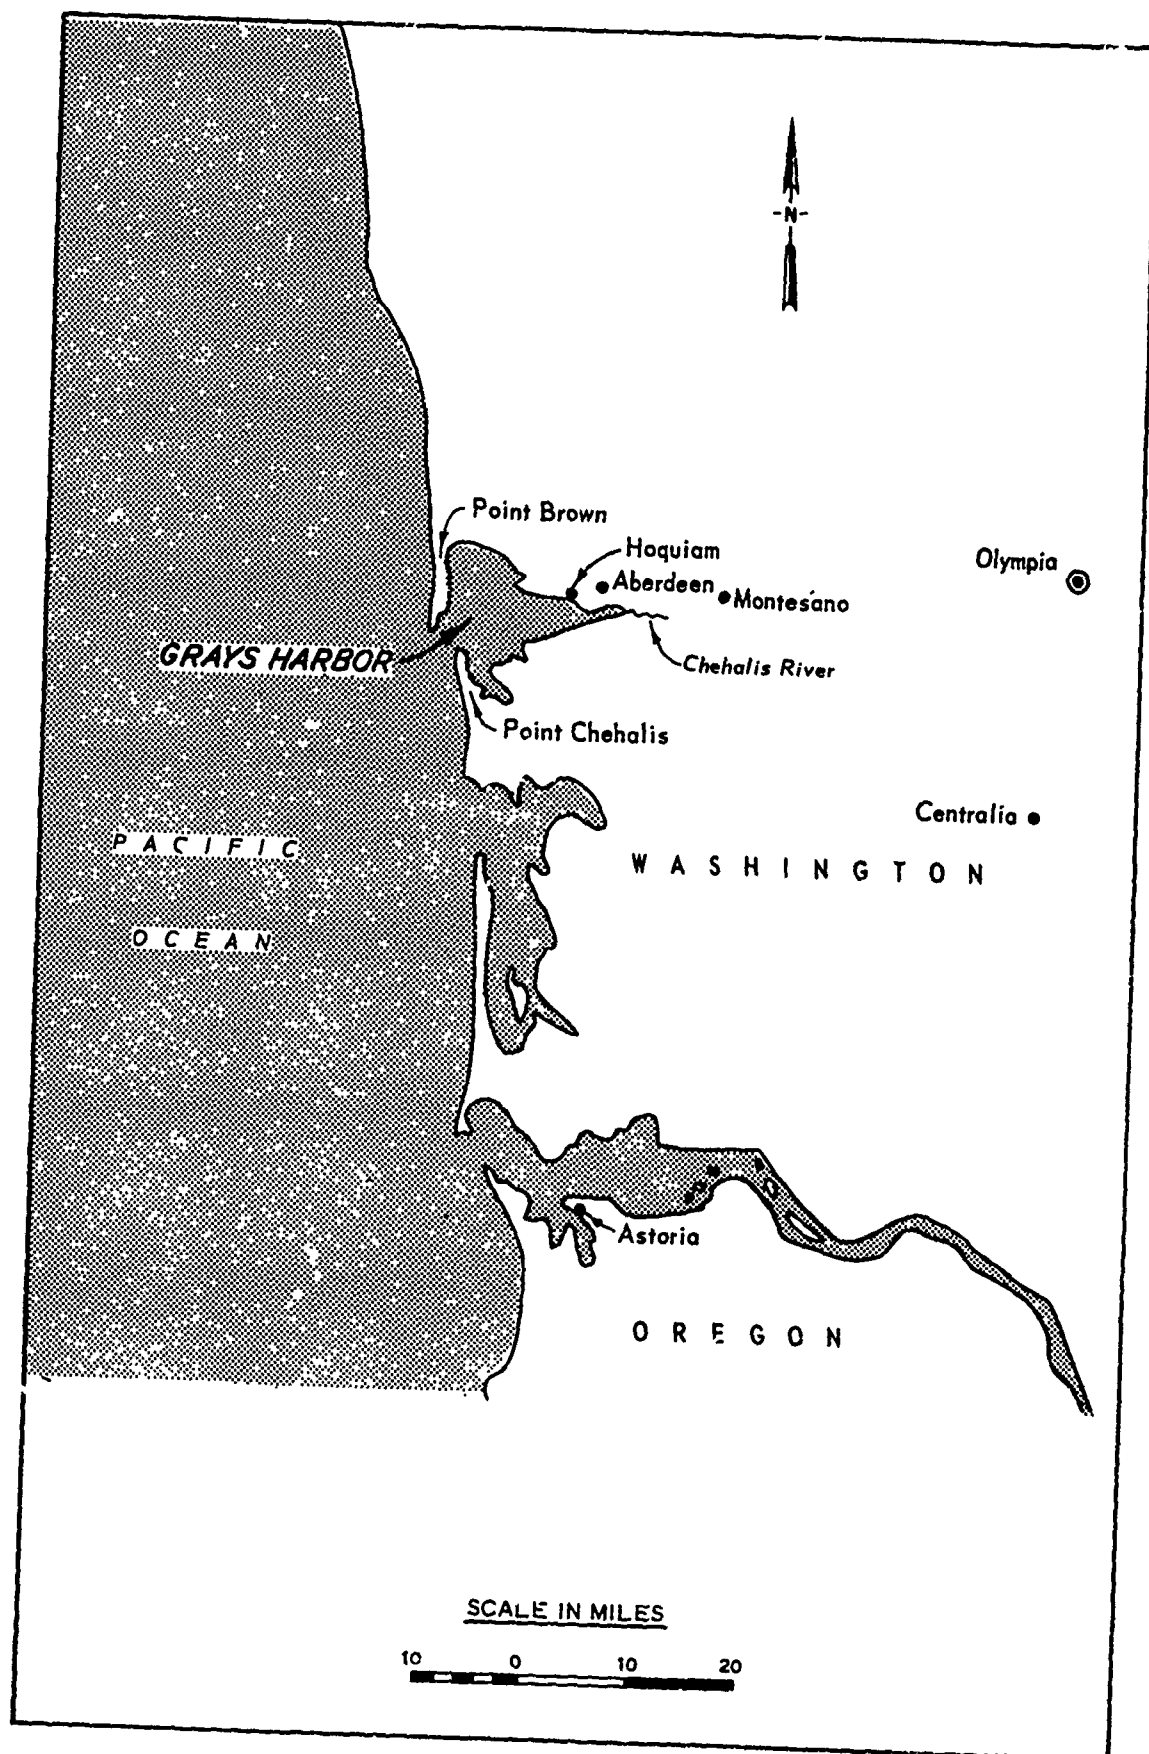 -N-
Point Brown
Hoquiam
Olympia
Aberdeen
Montesano
GRAYS HARBOR
Chehalis River
Point Chehalis
Centralia
PACIFIC
WASHINGTON
OCEAN
Astoria
OREGON
SCALE IN MILES
10 0 10 20